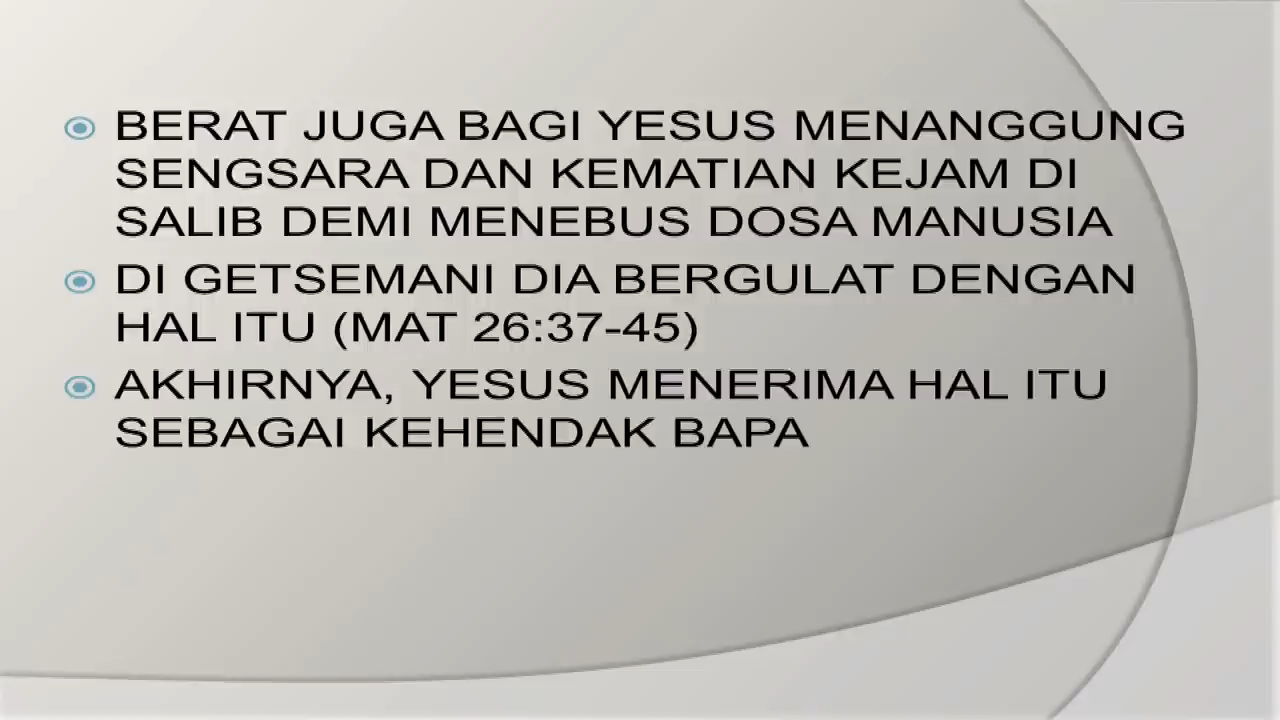 BERAT JUGA BAGI YESUS MENANGGUNG
SENGSARA DAN KEMATIAN KEJAM DI
SALIB DEMI MENEBUS DOSA MANUSIA
DI GETSEMANI DIA BERGULAT DENGAN
HAL ITU (MAT 26:37-45)
AKHIRNYA, YESUS MENERIMA HAL ITU
SEBAGAI KEHENDAK BAPA